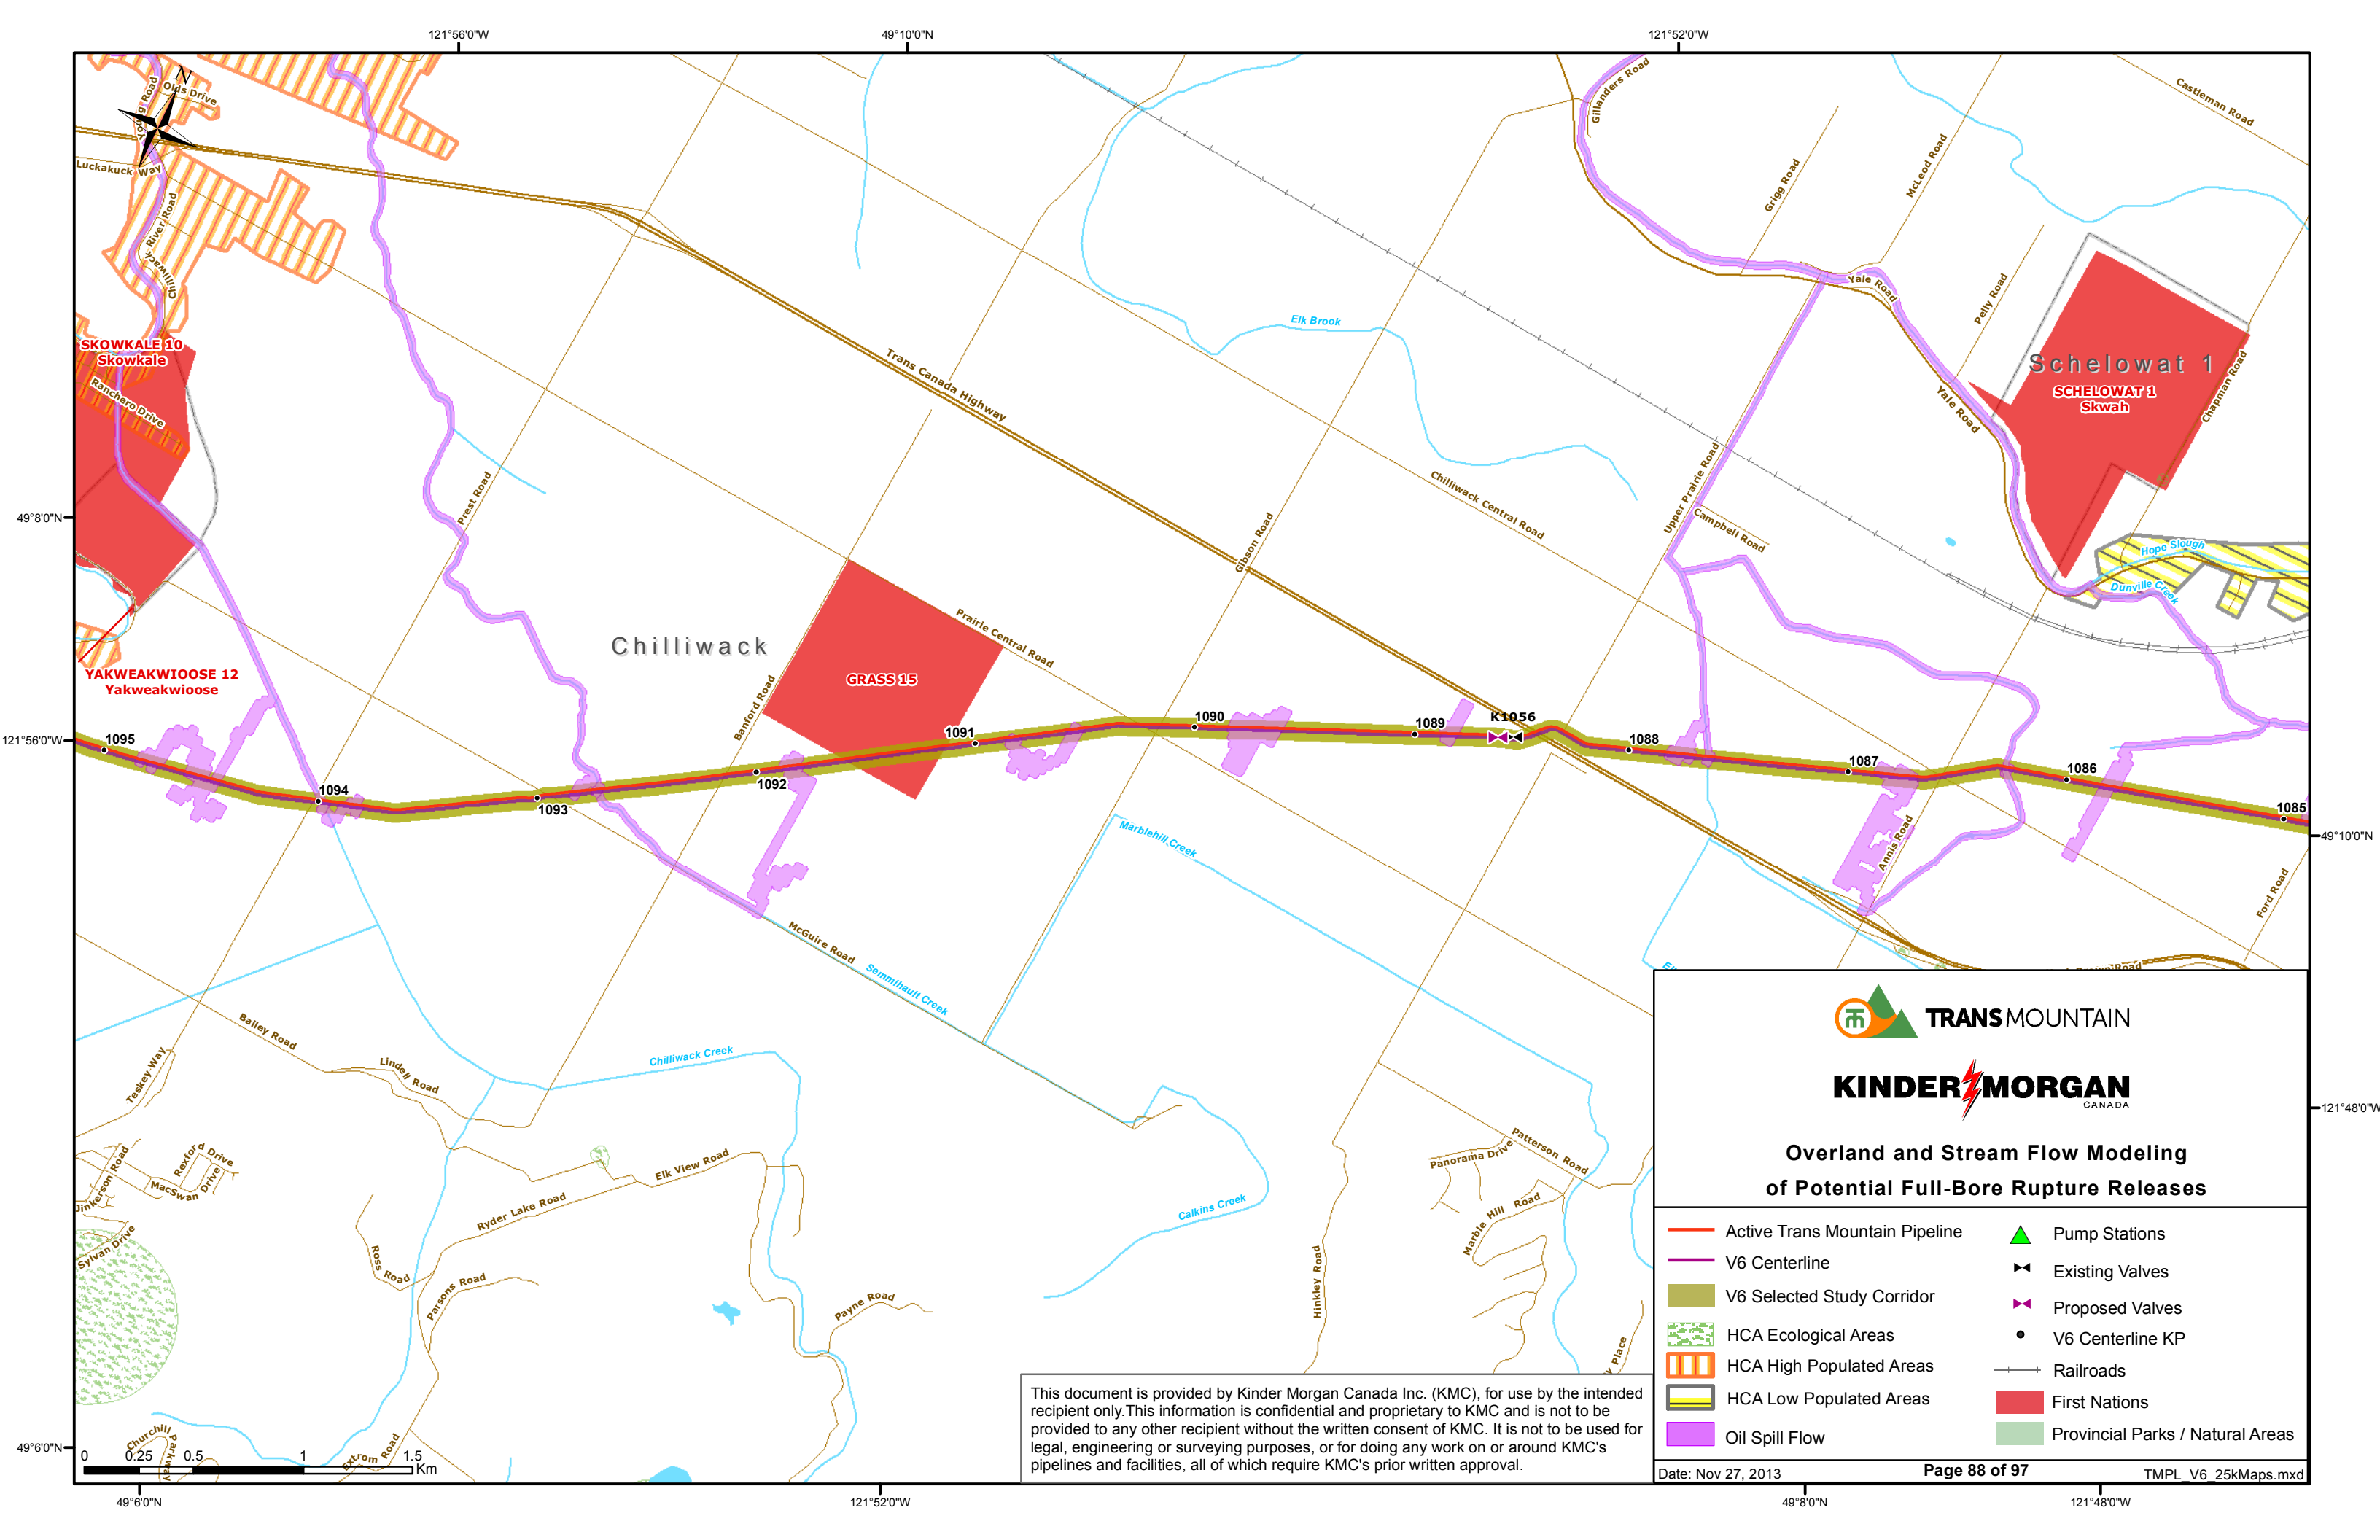 121°56'0"W
49°10'0"N
121°52'0"W
N
Olds Drive
Young Road
Luckakuck Way
Chilliwack River Road
Gillanders Road
Castleman Road
Grigg Road
McLeod Road
Yale Road
Pelly Road
Elk Brook
SKOWKALE 10
Skowkale
Ranchero Drive
Trans Canada Highway
Schelowat 1
SCHELOWAT 1
Skwah
Chapman Road
Yale Road
Prest Road
Chilliwack Central Road
Upper Prairie Road
Campbell Road
Gibson Road
49°8'0"N
Hope Slough
Dunville Creek
Chilliwack
Prairie Central Road
YAKWEAKWIOOSE 12
Yakweakwioose
GRASS 15
Banford Road
121°56'0"W
1095
1094
1093
1092
1091
1090
1089
K1056
1088
1087
1086
1085
49°10'0"N
Marblehill Creek
Annis Road
Ford Road
McGuire Road
Semmihault Creek
Bailey Road
Teskey Way
Lindell Road
Chilliwack Creek
Jinkerson Road
Rexford Drive
MacSwan Drive
Sylvan Drive
Elk View Road
Ryder Lake Road
Ross Road
Parsons Road
Payne Road
Calkins Creek
Hinkley Road
Panorama Drive
Patterson Road
Marble Hill Road
y Place
Churchill Parkway
Extrom Road
49°6'0"N
0 0.25 0.5 1 1.5
Km
121°48'0"W
This document is provided by Kinder Morgan Canada Inc. (KMC), for use by the intended
recipient only.This information is confidential and proprietary to KMC and is not to be
provided to any other recipient without the written consent of KMC. It is not to be used for
legal, engineering or surveying purposes, or for doing any work on or around KMC's
pipelines and facilities, all of which require KMC's prior written approval.
TRANSMOUNTAIN
KINDER MORGAN
CANADA
Overland and Stream Flow Modeling
of Potential Full-Bore Rupture Releases
Active Trans Mountain Pipeline
V6 Centerline
V6 Selected Study Corridor
HCA Ecological Areas
HCA High Populated Areas
HCA Low Populated Areas
Oil Spill Flow
Pump Stations
Existing Valves
Proposed Valves
V6 Centerline KP
Railroads
First Nations
Provincial Parks / Natural Areas
Date: Nov 27, 2013
Page 88 of 97
TMPL_V6_25kMaps.mxd
49°6'0"N
121°52'0"W
49°8'0"N
121°48'0"W